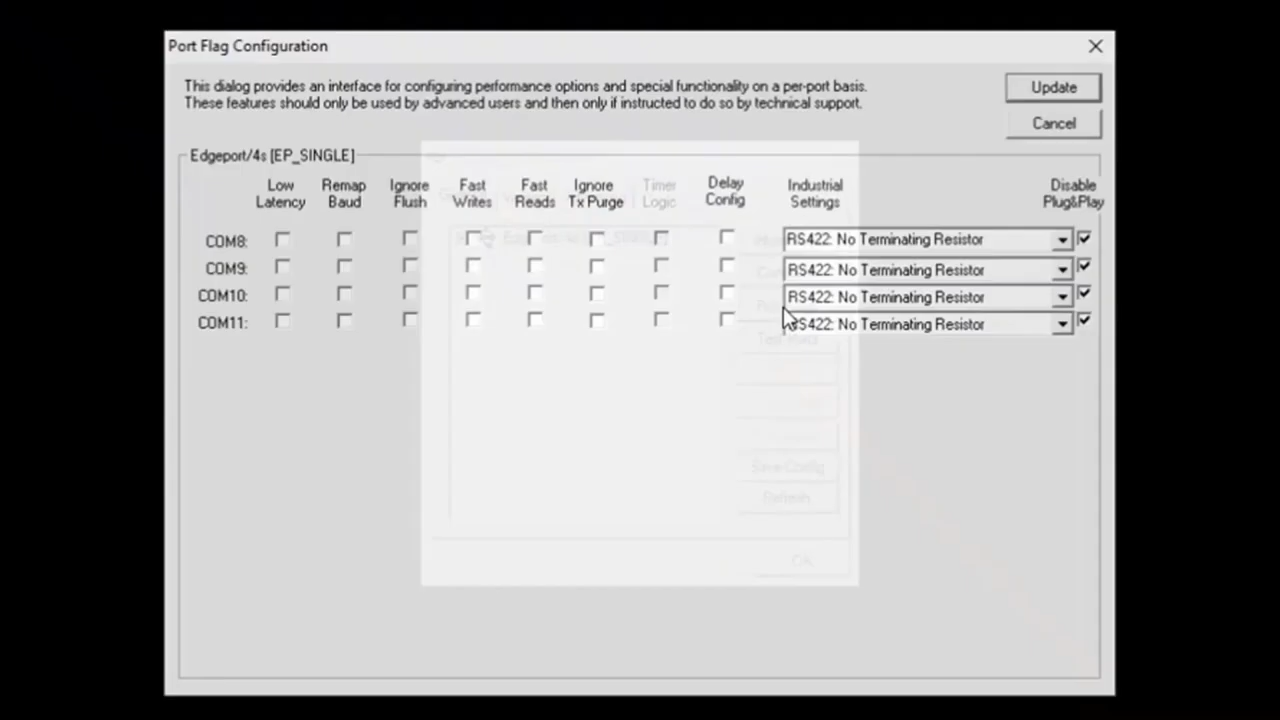 Port Flag Configuration
This dialog provides an interface for configuring performance options and special functionality on a per-port basis.
These features should only be used by advanced users and then only if instructed to do so by technical support.
Update
Cancel
Edgeport/4s [EP_SINGLE]
Low Latency
Remap Baud
Ignore Flush
Fast Writes
Fast Reads
Ignore Tx Purge
Timer Logic
Delay Config
Industrial Settings
Disable Plug&Play
COM8: RS422: No Terminating Resistor
COM9: RS422: No Terminating Resistor
COM10: RS422: No Terminating Resistor
COM11: RS422: No Terminating Resistor
Save Config
Refresh
OK